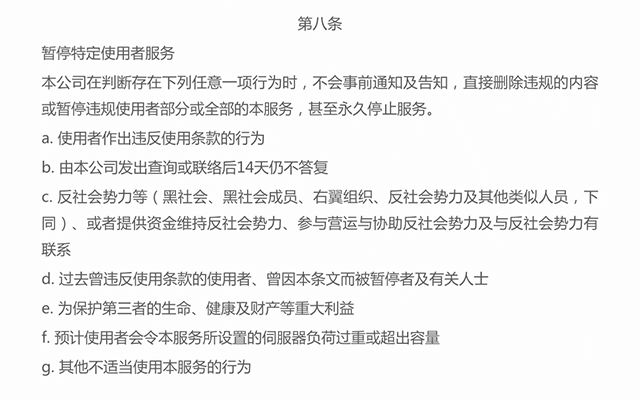 第八条
暂停特定使用者服务
本公司在判断存在下列任意一项行为时，不会事前通知及告知，直接删除违规的内容
或暂停违规使用者部分或全部的本服务，甚至永久停止服务。
a. 使用者作出违反使用条款的行为
b. 由本公司发出查询或联络后14天仍不答复
c. 反社会势力等（黑社会、黑社会成员、右翼组织、反社会势力及其他类似人员，下
同）、或者提供资金维持反社会势力、参与营运与协助反社会势力及与反社会势力有
联系
d. 过去曾违反使用条款的使用者、曾因本条文而被暂停者及有关人士
e. 为保护第三者的生命、健康及财产等重大利益
f. 预计使用者会令本服务所设置的伺服器负荷过重或超出容量
g. 其他不适当使用本服务的行为